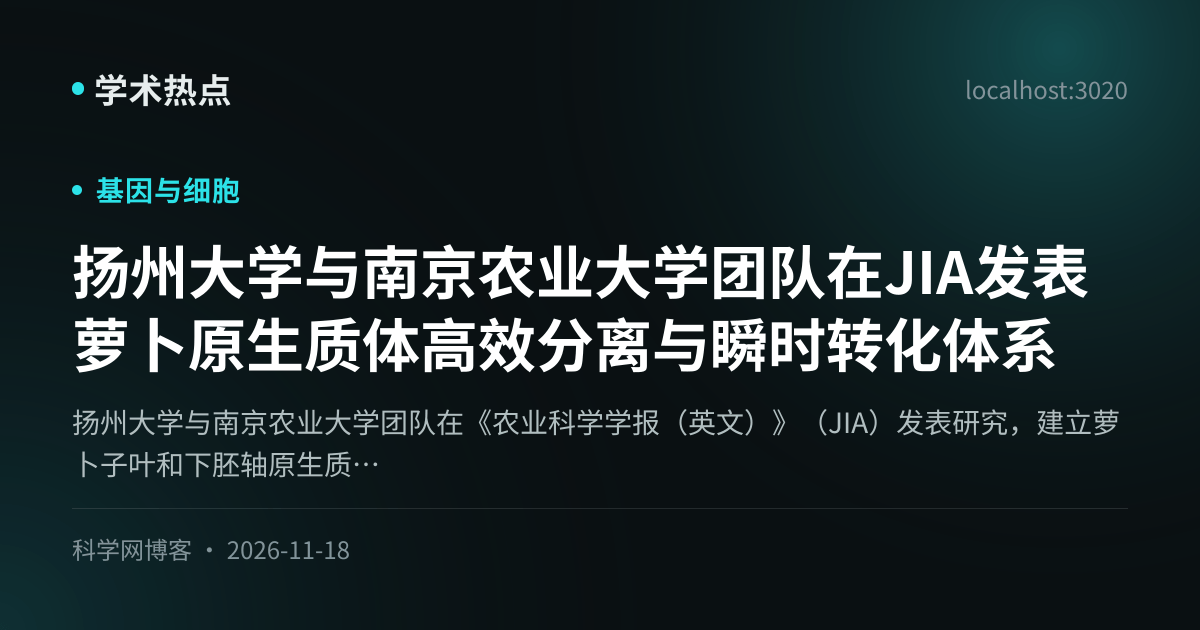 学术热点
localhost:3020
基因与细胞
扬州大学与南京农业大学团队在JIA发表
萝卜原生质体高效分离与瞬时转化体系
扬州大学与南京农业大学团队在《农业科学学报（英文）》（JIA）发表研究，建立萝
卜子叶和下胚轴原生质…
科学网博客 · 2026-11-18